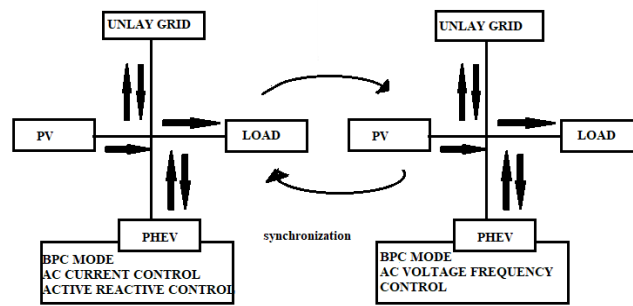 UNLAY GRID
PV
LOAD
PHEV
BPC MODE
AC CURRENT CONTROL
ACTIVE REACTIVE CONTROL
synchronization
UNLAY GRID
PV
LOAD
PHEV
BPC MODE
AC VOLTAGE FREQUENCY
CONTROL